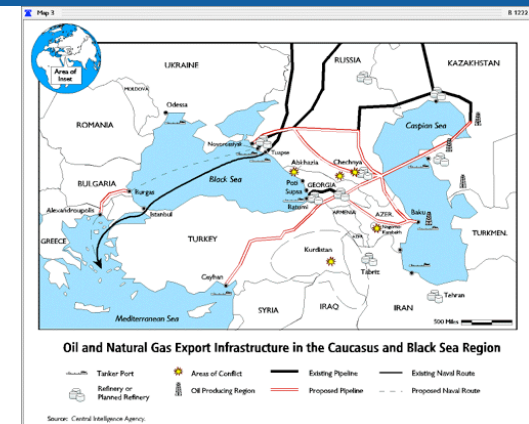 Map 3
B 1222
Area of
Inset
UKRAINE
RUSSIA
KAZAKHSTAN
MOLDOVA
Odessa
ROMANIA
Novorossiysk
Tuapse
Caspian Sea
Abkhazia
Chechnya
Black Sea
BULGARIA
Burgas
Poti
Supsa
GEORGIA
Batumi
Alexandroupolis
Istanbul
ARMENIA
AZER.
Baku
GREECE
TURKEY
Nagorno
Karabakh
TURKMEN.
Kurdistan
Tabriz
Ceyhan
Tehran
SYRIA
IRAQ
IRAN
Mediterranean Sea
500 Miles
Oil and Natural Gas Export Infrastructure in the Caucasus and Black Sea Region
Tanker Port
Areas of Conflict
Existing Pipeline
Existing Naval Route
Refinery or
Planned Refinery
Oil Producing Region
Proposed Pipeline
Proposed Naval Route
Source: Central Intelligence Agency.